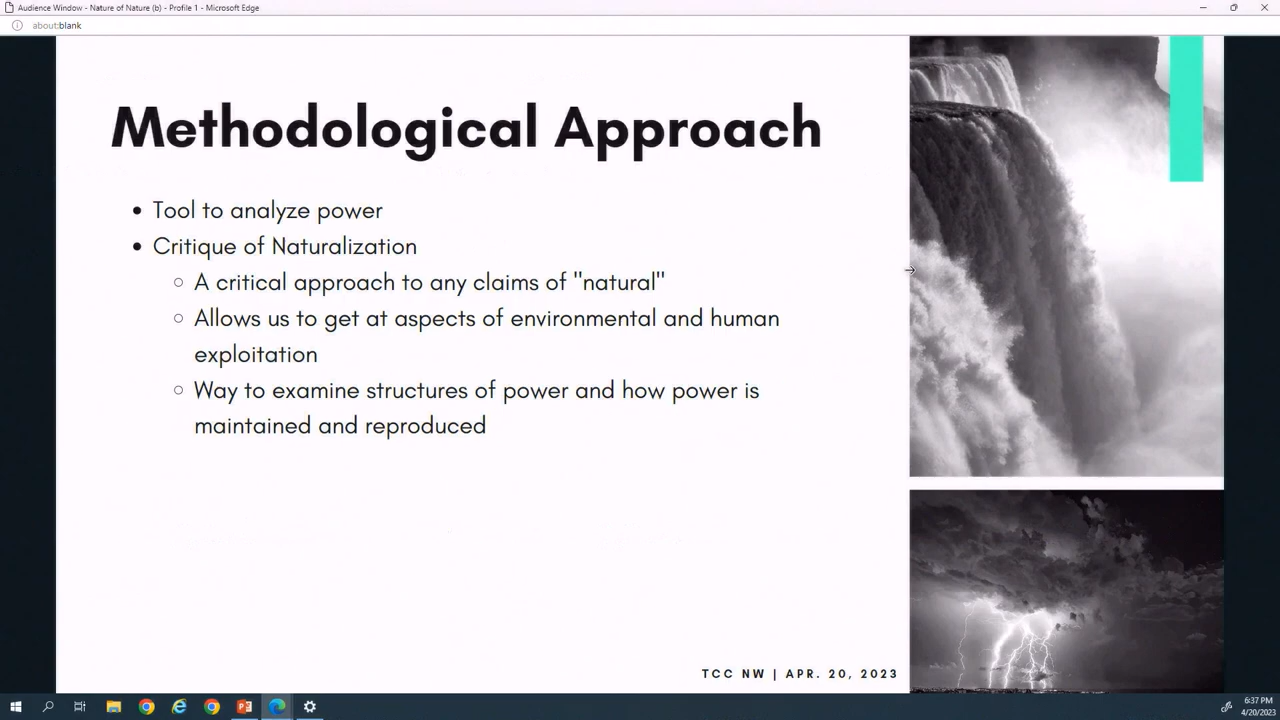 Audience Window - Nature of Nature (b) - Profile 1 - Microsoft Edge
about:blank
Methodological Approach
• Tool to analyze power
• Critique of Naturalization
○ A critical approach to any claims of "natural"
○ Allows us to get at aspects of environmental and human
exploitation
○ Way to examine structures of power and how power is
maintained and reproduced
TCC NW | APR. 20, 2023
6:37 PM
4/20/2023